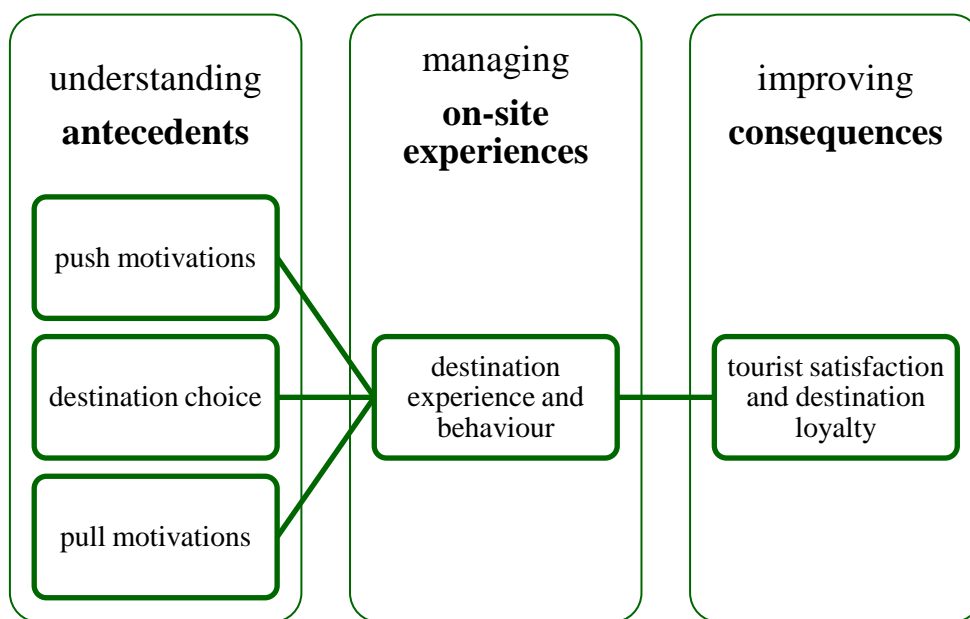 understanding
antecedents
push motivations
destination choice
pull motivations
managing
on-site
experiences
destination
experience and
behaviour
improving
consequences
tourist satisfaction
and destination
loyalty